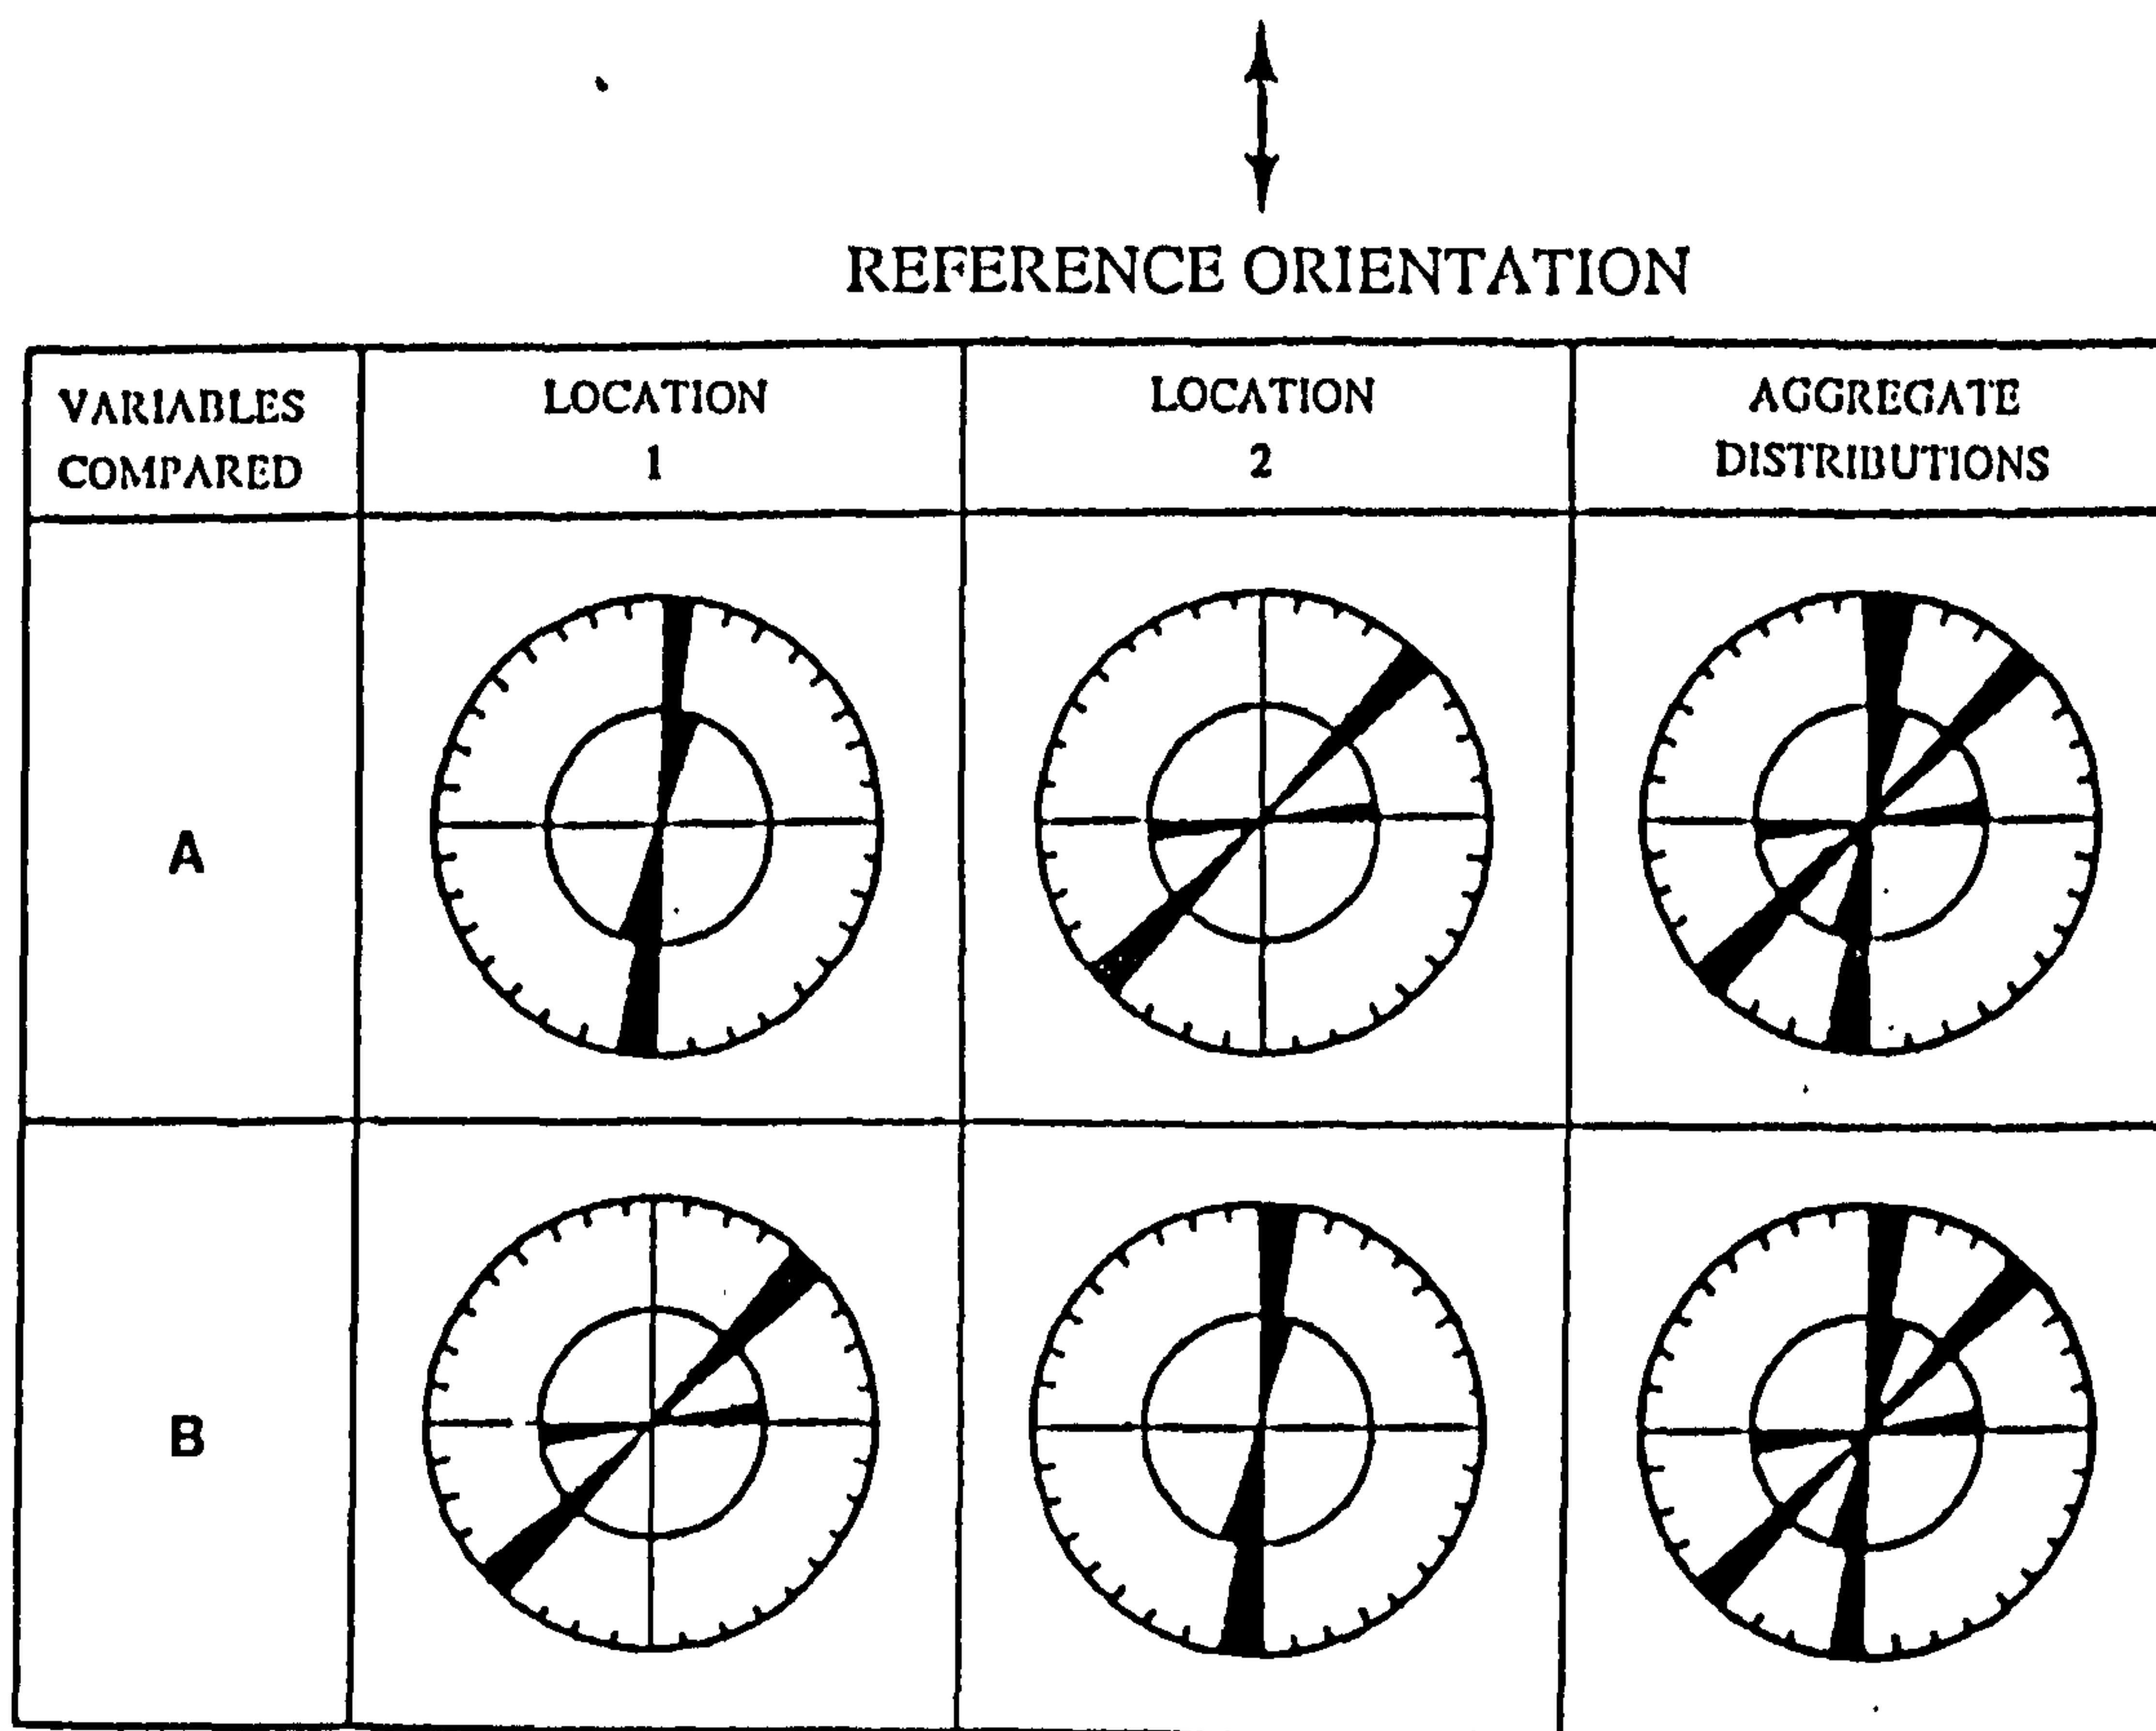 REFERENCE ORIENTATION
VARIABLES
COMPARED
LOCATION
1
LOCATION
2
AGGREGATE
DISTRIBUTIONS
A
B